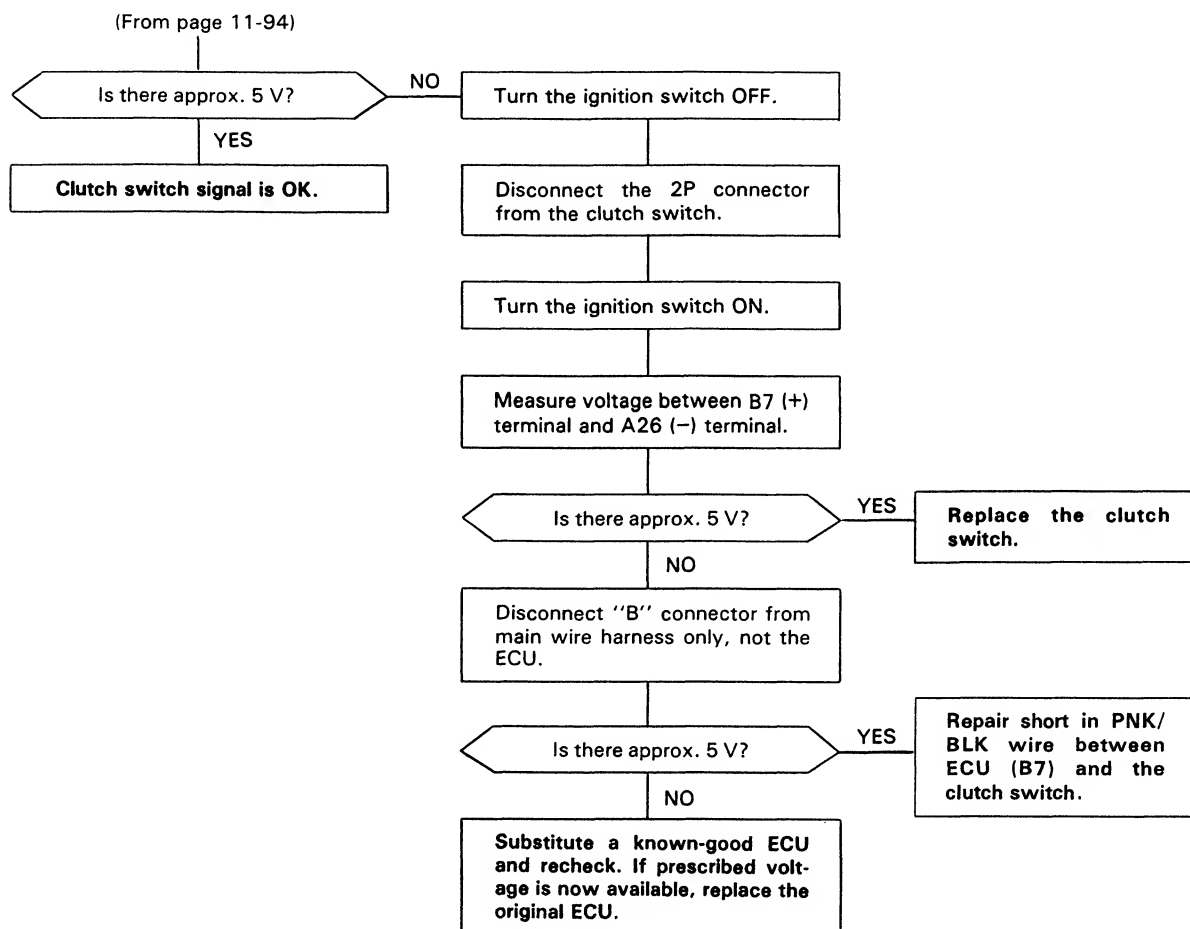 (From page 11-94)
Is there approx. 5 V?
NO
YES
Clutch switch signal is OK.
Turn the ignition switch OFF.
Disconnect the 2P connector
from the clutch switch.
Turn the ignition switch ON.
Measure voltage between B7 (+)
terminal and A26 (−) terminal.
Is there approx. 5 V?
YES
Replace the clutch
switch.
NO
Disconnect "B" connector from
main wire harness only, not the
ECU.
Is there approx. 5 V?
YES
Repair short in PNK/
BLK wire between
ECU (B7) and the
clutch switch.
NO
Substitute a known-good ECU
and recheck. If prescribed volt-
age is now available, replace the
original ECU.